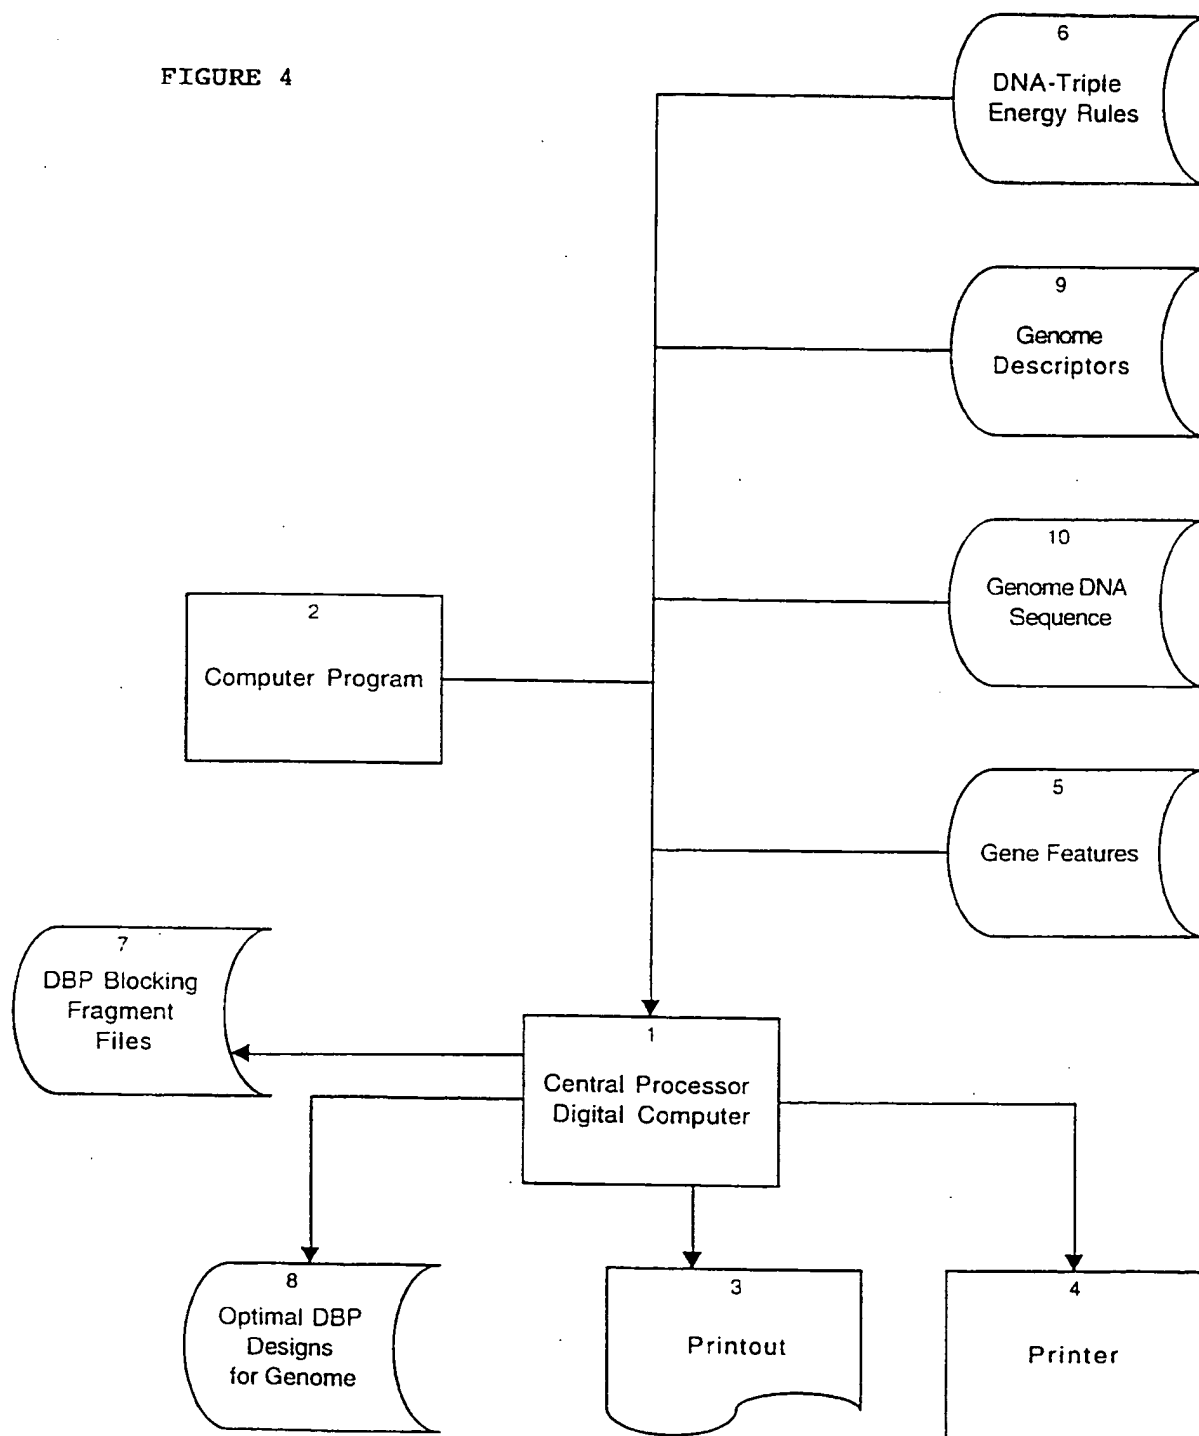 FIGURE 4
6
DNA-Triple
Energy Rules
9
Genome
Descriptors
10
Genome DNA
Sequence
2
Computer Program
5
Gene Features
7
DBP Blocking
Fragment
Files
1
Central Processor
Digital Computer
8
Optimal DBP
Designs
for Genome
3
Printout
4
Printer